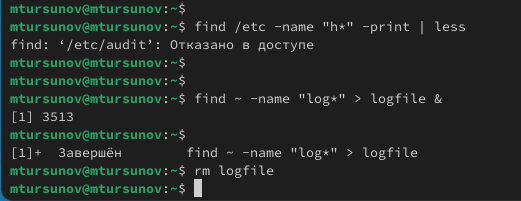 mtursunov@mtursunov:~$
mtursunov@mtursunov:~$ find /etc -name "h*" -print | less
find: ‘/etc/audit’: Отказано в доступе
mtursunov@mtursunov:~$
mtursunov@mtursunov:~$
mtursunov@mtursunov:~$ find ~ -name "log*" > logfile &
[1] 3513
mtursunov@mtursunov:~$
[1]+  Завершён        find ~ -name "log*" > logfile
mtursunov@mtursunov:~$ rm logfile
mtursunov@mtursunov:~$